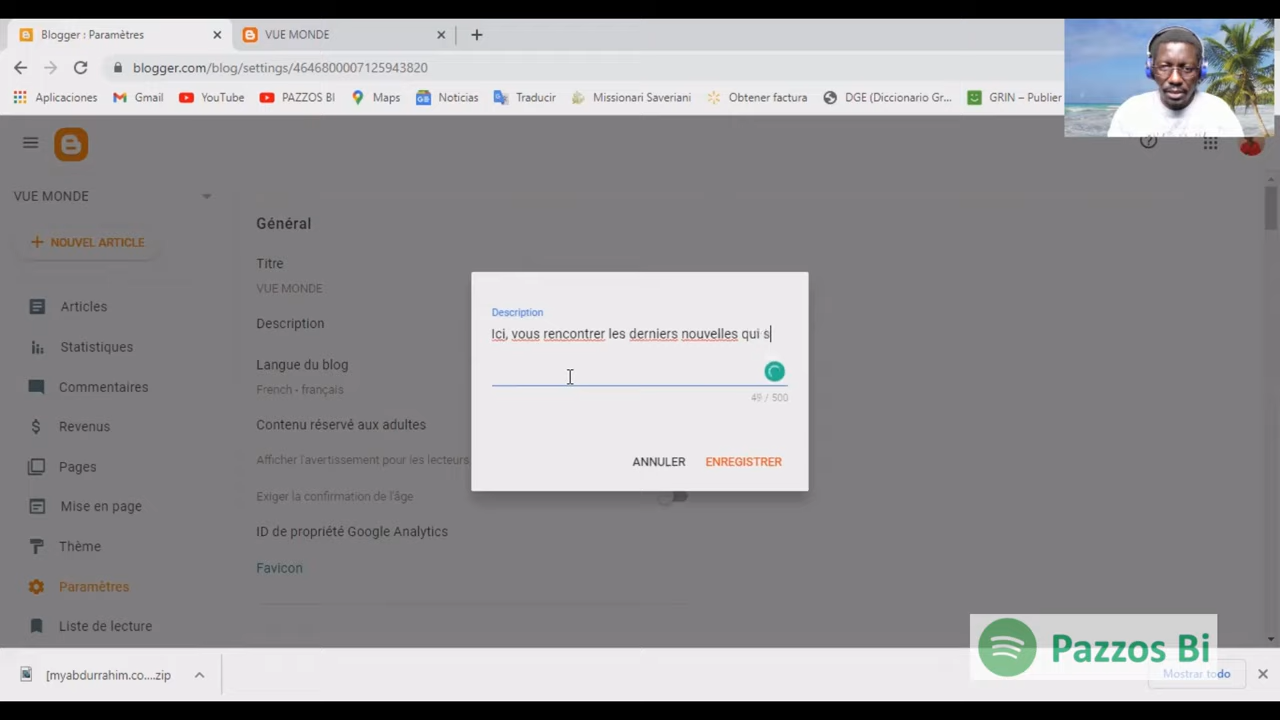 Blogger : Paramètres
VUE MONDE
blogger.com/blog/settings/4646800007125943820
Aplicaciones
Gmail
YouTube
PAZZOS BI
Maps
Noticias
Traducir
Missionari Saveriani
Obtener factura
DGE (Diccionario Gr...
GRIN – Publier
VUE MONDE
NOUVEL ARTICLE
Articles
Statistiques
Commentaires
Revenus
Pages
Mise en page
Thème
Paramètres
Liste de lecture
Général
Titre
VUE MONDE
Description
Langue du blog
French - français
Contenu réservé aux adultes
Afficher l'avertissement pour les lecteurs
Exiger la confirmation de l'âge
ID de propriété Google Analytics
Favicon
Description
Ici, vous rencontrer les derniers nouvelles qui s
/ 500
ANNULER
ENREGISTRER
Pazzos Bi
[myabdurrahim.co....zip
Mostrar todo